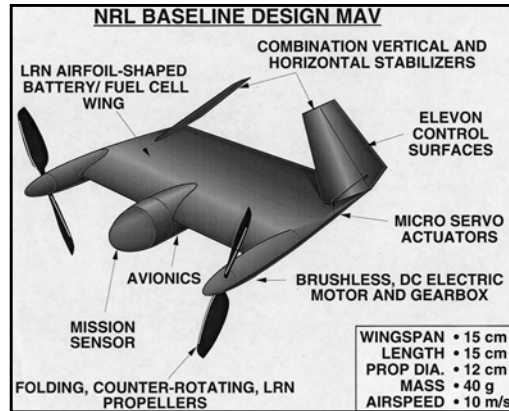 NRL BASELINE DESIGN MAV
COMBINATION VERTICAL AND
HORIZONTAL STABILIZERS
LRN AIRFOIL-SHAPED
BATTERY/ FUEL CELL
WING
ELEVON
CONTROL
SURFACES
MICRO SERVO
ACTUATORS
AVIONICS
BRUSHLESS, DC ELECTRIC
MOTOR AND GEARBOX
MISSION
SENSOR
FOLDING, COUNTER-ROTATING, LRN
PROPELLERS
WINGSPAN • 15 cm
LENGTH • 15 cm
PROP DIA. • 12 cm
MASS • 40 g
AIRSPEED • 10 m/s